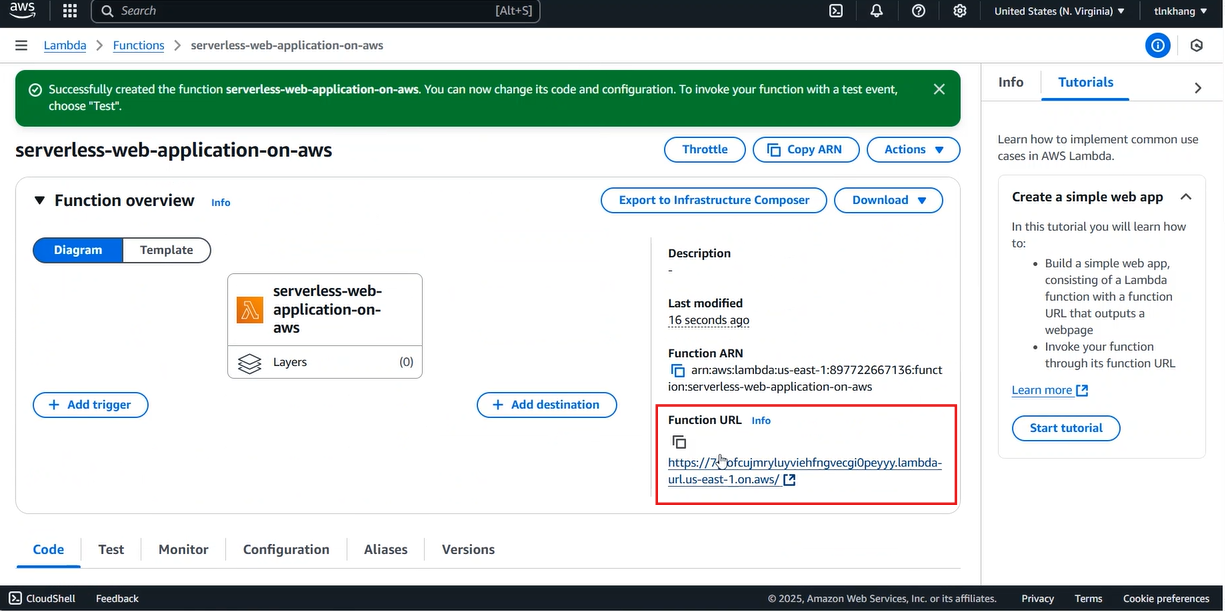 aws
Search
[Alt+S]
United States (N. Virginia)
tlnkhang
Lambda
Functions
serverless-web-application-on-aws
Successfully created the function serverless-web-application-on-aws. You can now change its code and configuration. To invoke your function with a test event,
choose "Test".
serverless-web-application-on-aws
Throttle
Copy ARN
Actions
Function overview
Info
Export to Infrastructure Composer
Download
Diagram
Template
serverless-web-
application-on-
aws
Layers
(0)
Add trigger
Add destination
Description
-
Last modified
16 seconds ago
Function ARN
arn:aws:lambda:us-east-1:897722667136:funct
ion:serverless-web-application-on-aws
Function URL
Info
url.us-east-1.on.aws/
Code
Test
Monitor
Configuration
Aliases
Versions
Info
Tutorials
Learn how to implement common use
cases in AWS Lambda.
Create a simple web app
In this tutorial you will learn how
to:
Build a simple web app,
consisting of a Lambda
function with a function
URL that outputs a
webpage
Invoke your function
through its function URL
Learn more
Start tutorial
CloudShell
Feedback
© 2025, Amazon Web Services, Inc. or its affiliates.
Privacy
Terms
Cookie preferences